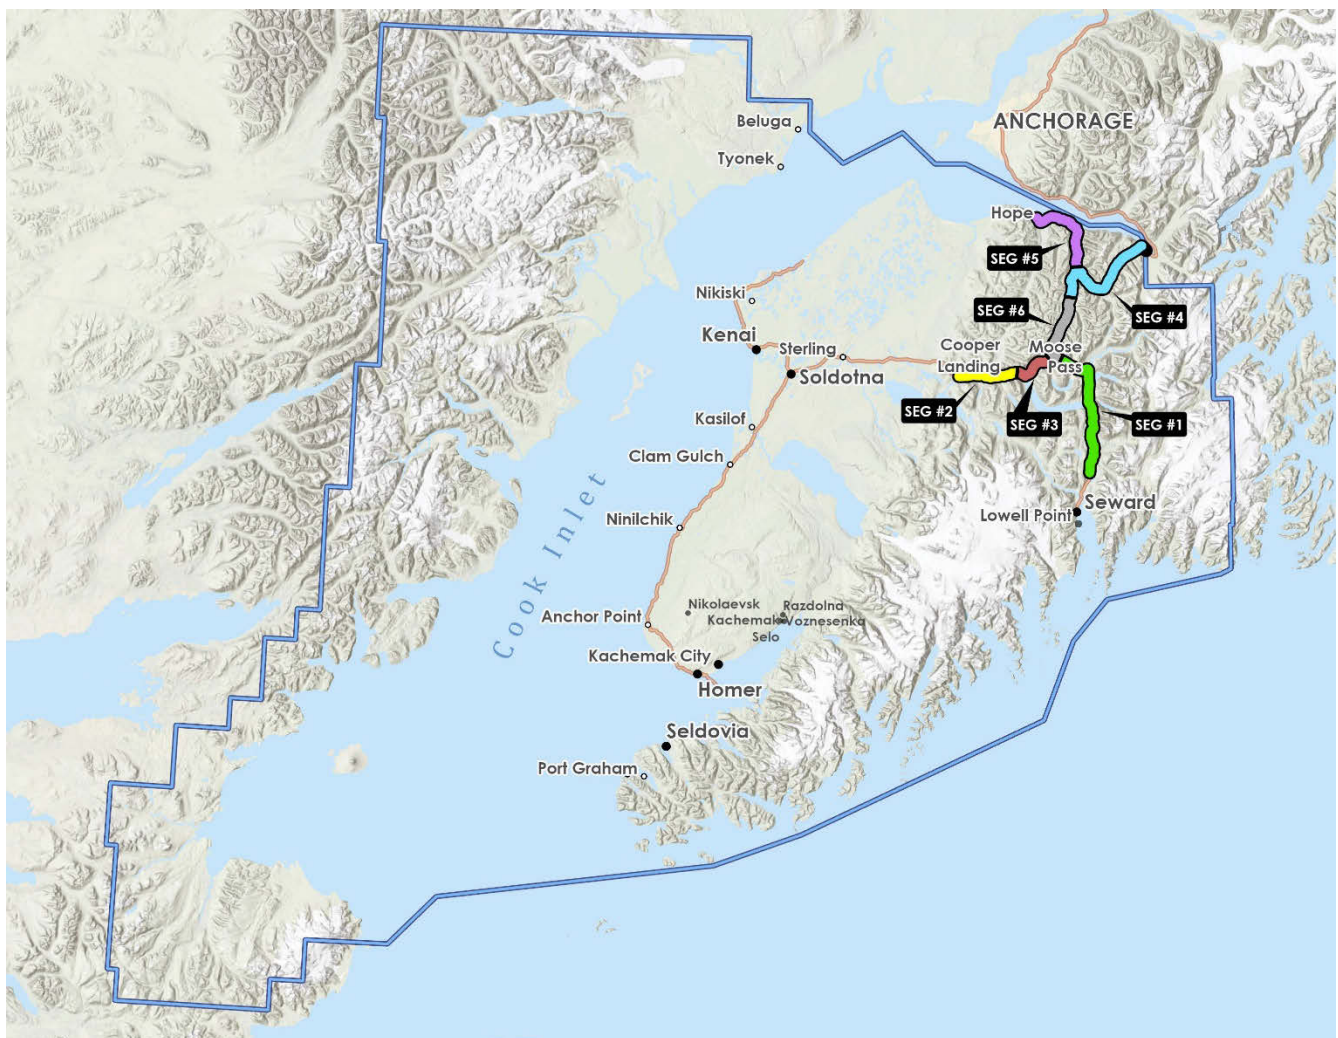 Beluga
ANCHORAGE
Tyonek
Hope
SEG #5
Nikiski
SEG #6
SEG #4
Kenai
Sterling
Cooper
Landing
Moose
Pass
Soldotna
SEG #2
SEG #3
SEG #1
Kasilof
Clam Gulch
Cook Inlet
Seward
Lowell Point
Ninilchik
Anchor Point
Nikolaevsk
Razdolna
Kachemak
Selo
Voznesenka
Kachemak City
Homer
Seldovia
Port Graham